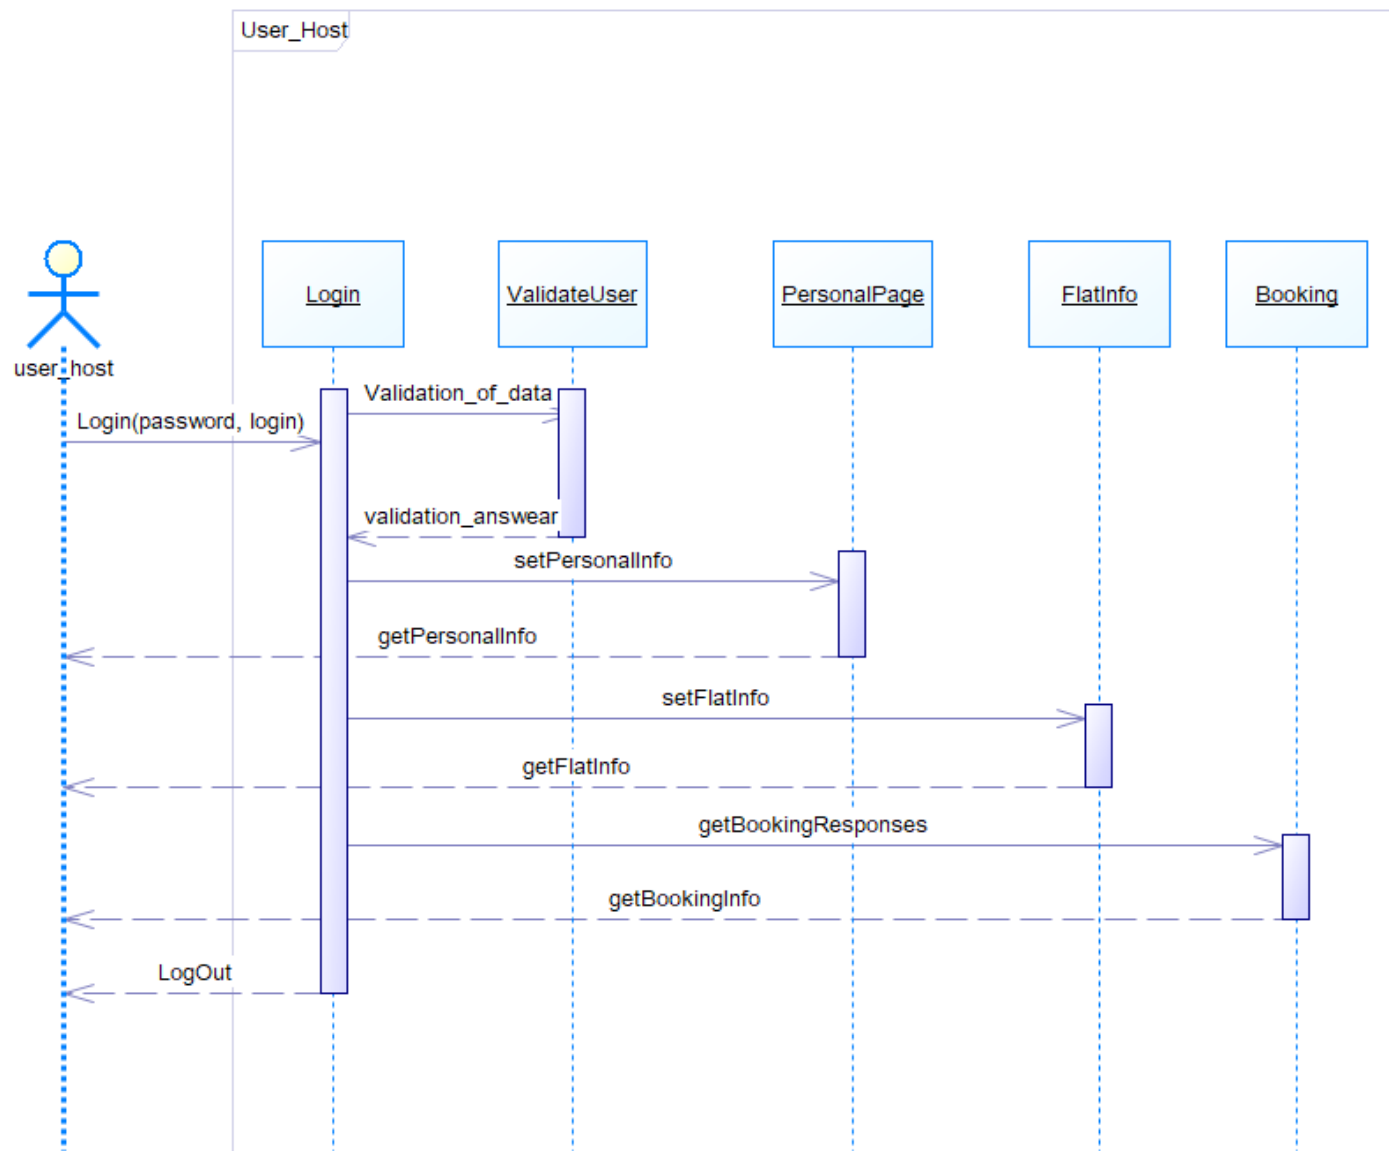 User_Host
Login
ValidateUser
PersonalPage
FlatInfo
Booking
user_host
Validation_of_data
Login(password, login)
validation_answear
setPersonalInfo
getPersonalInfo
setFlatInfo
getFlatInfo
getBookingResponses
getBookingInfo
LogOut